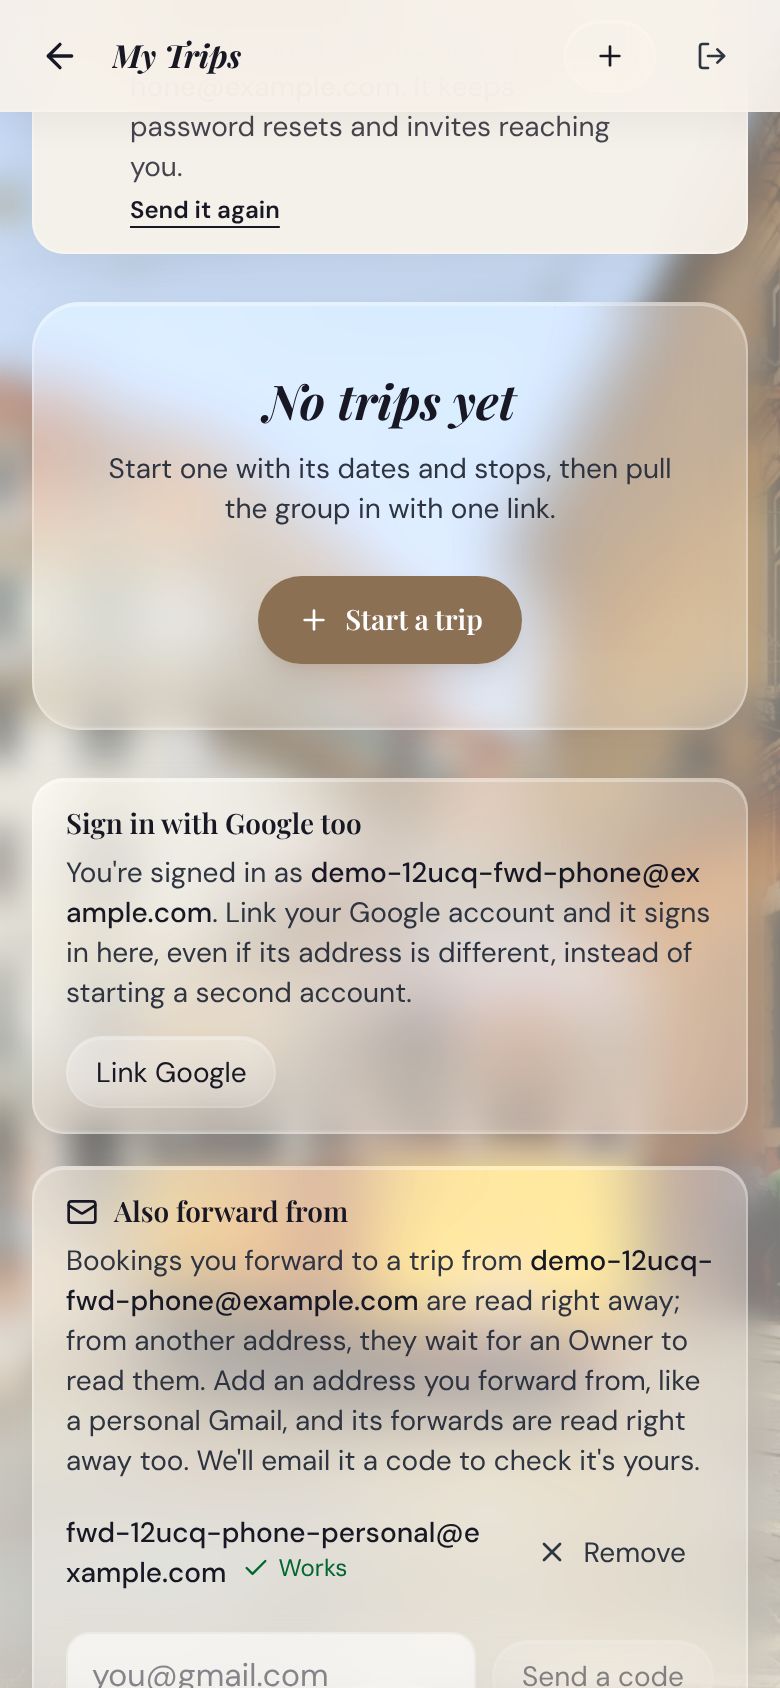 My Trips
hone@example.com. It keeps
password resets and invites reaching
you.
Send it again
No trips yet
Start one with its dates and stops, then pull
the group in with one link.
Start a trip
Sign in with Google too
You're signed in as demo-12ucq-fwd-phone@ex
ample.com. Link your Google account and it signs
in here, even if its address is different, instead of
starting a second account.
Link Google
Also forward from
Bookings you forward to a trip from demo-12ucq-
fwd-phone@example.com are read right away;
from another address, they wait for an Owner to
read them. Add an address you forward from, like
a personal Gmail, and its forwards are read right
away too. We'll email it a code to check it's yours.
fwd-12ucq-phone-personal@e
xample.com Works
Remove
you@gmail.com
Send a code